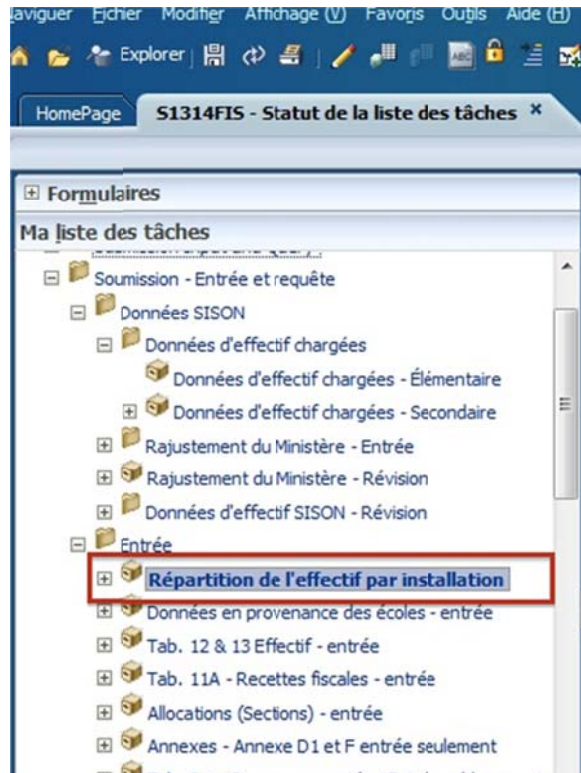 aviguer Fichier Modifier Affichage (V) Favoris Outils Aide (H)
Explorer
HomePage S1314FIS - Statut de la liste des tâches ×
Formulaires
Ma liste des tâches
Soumission - Entrée et requête
Données SISON
Données d'effectif chargées
Données d'effectif chargées - Élémentaire
Données d'effectif chargées - Secondaire
Rajustement du Ministère - Entrée
Rajustement du Ministère - Révision
Données d'effectif SISON - Révision
Entrée
Répartition de l'effectif par installation
Données en provenance des écoles - entrée
Tab. 12 & 13 Effectif - entrée
Tab. 11A - Recettes fiscales - entrée
Allocations (Sections) - entrée
Annexes - Annexe D1 et F entrée seulement